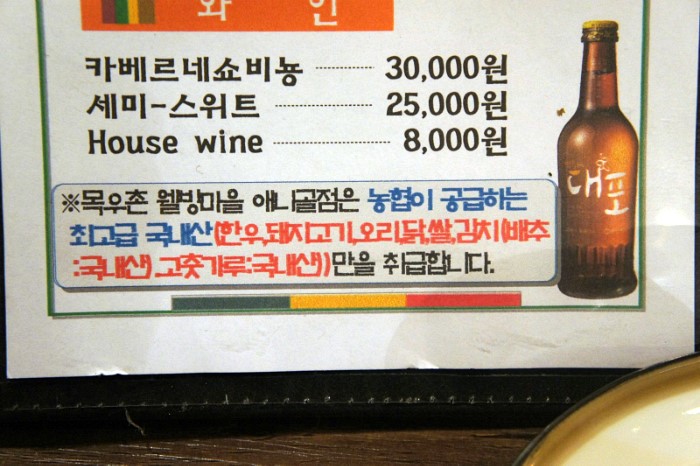 와 인
카베르네쇼비뇽 30,000원
세미-스위트 25,000원
House wine 8,000원
※목우촌 웰빙마을 애니골점은 농협이 공급하는
최고급 국내산(한우,돼지고기,오리,닭,쌀,김치(배추
:국내산),고춧가루:국내산))만을 취급합니다.
대포